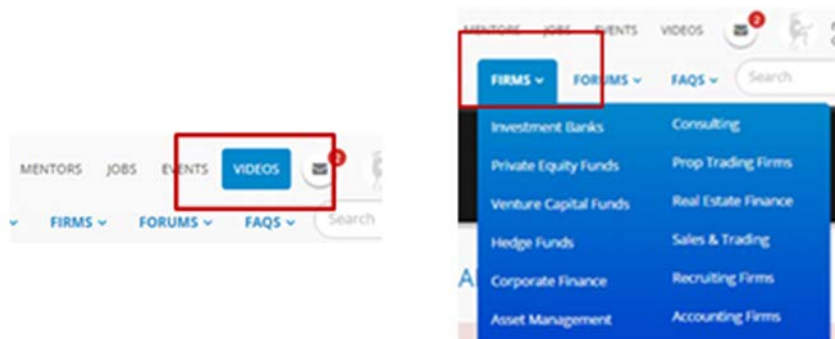 MENTORS JOBS EVENTS VIDEOS 2
FIRMS FORUMS FAQS Search
MENTORS JOBS EVENTS VIDEOS 2
FIRMS FORUMS FAQS Search
Investment Banks Consulting
Private Equity Funds Prop Trading Firms
Venture Capital Funds Real Estate Finance
Hedge Funds Sales & Trading
Corporate Finance Recruiting Firms
Asset Management Accounting Firms